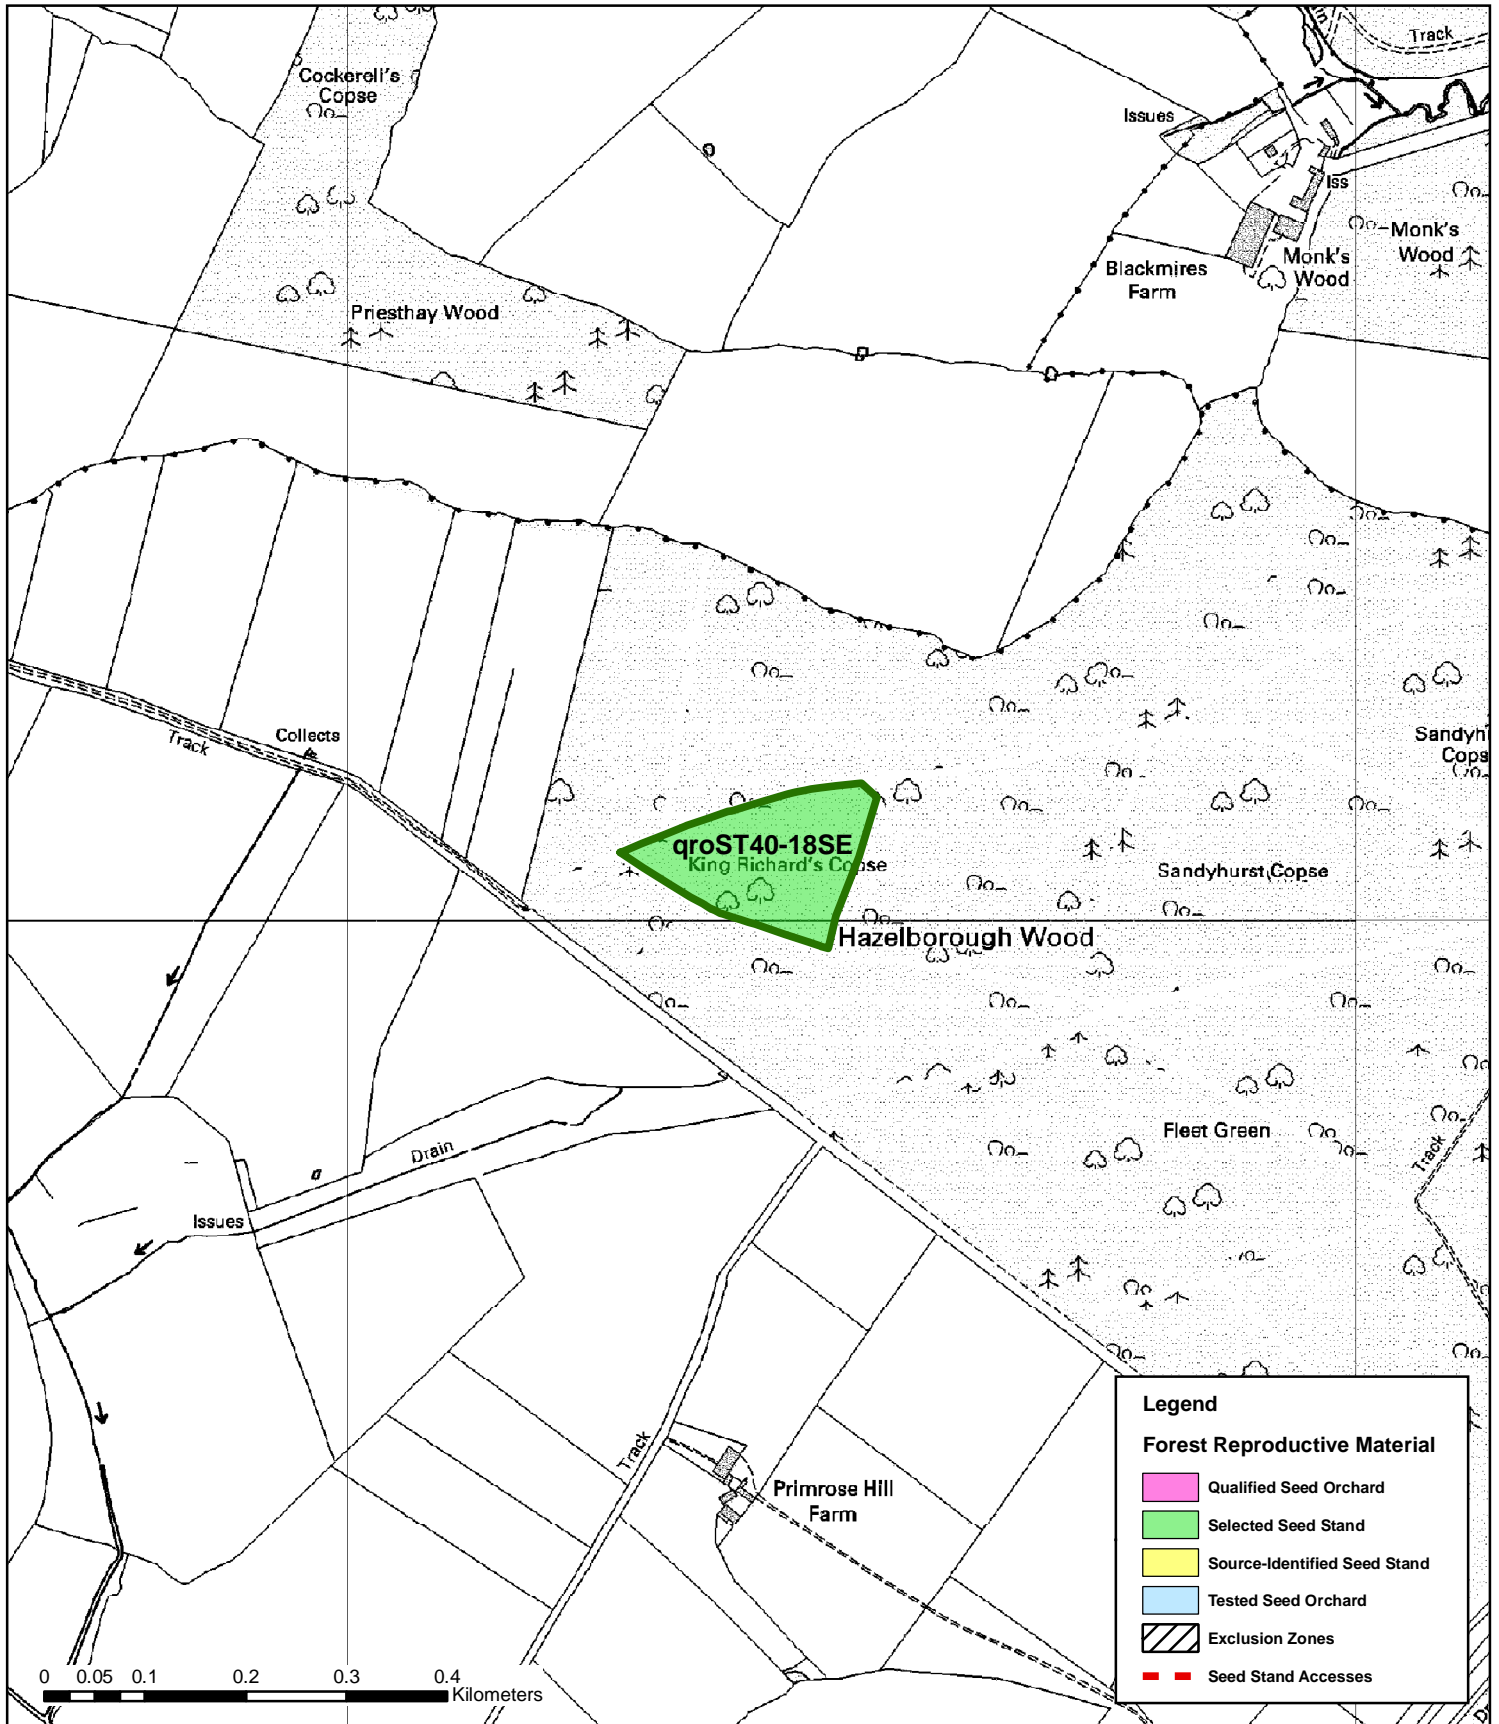 Track
Cockerell's
Copse
Issues
Iss
Monk's
Wood
Monk's
Wood
Blackmires
Farm
Priesthay Wood
Track
Collects
Sandyh
Cops
qroST40-18SE
King Richard's Copse
Sandyhurst Copse
Hazelborough Wood
Fleet Green
Track
Drain
Issues
Track
Primrose Hill
Farm
Legend
Forest Reproductive Material
Qualified Seed Orchard
Selected Seed Stand
Source-Identified Seed Stand
Tested Seed Orchard
Exclusion Zones
Seed Stand Accesses
0 0.05 0.1 0.2 0.3 0.4
Kilometers